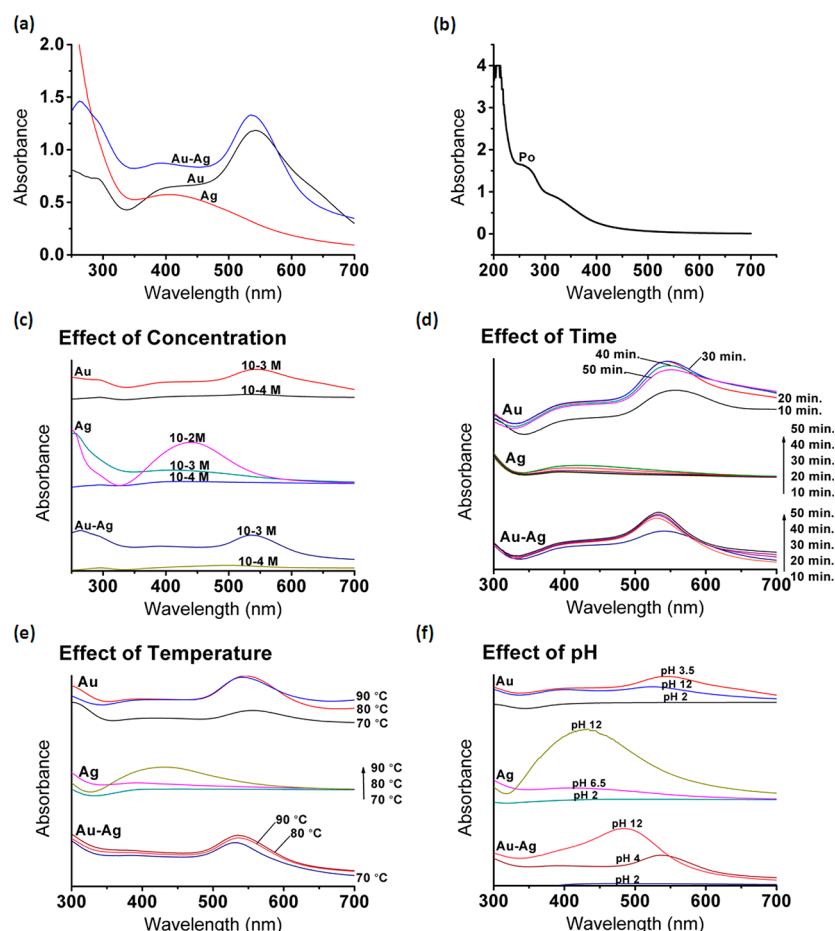 (a)
2.0
1.5
1.0
0.5
0.0
Absorbance
Au-Ag
Au
Ag
300 400 500 600 700
Wavelength (nm)
(b)
4
3
2
1
0
Absorbance
Po
200 300 400 500 600 700
Wavelength (nm)
(c)
Effect of Concentration
Absorbance
Au
10-3 M
10-4 M
Ag
10-2M
10-3 M
10-4 M
Au-Ag
10-3 M
10-4 M
300 400 500 600 700
Wavelength (nm)
(d)
Effect of Time
Absorbance
40 min.
30 min.
50 min.
20 min.
10 min.
Au
50 min.
40 min.
30 min.
20 min.
10 min.
Ag
50 min.
40 min.
30 min.
20 min.
10 min.
Au-Ag
300 400 500 600 700
Wavelength (nm)
(e)
Effect of Temperature
Absorbance
Au
90 °C
80 °C
70 °C
Ag
90 °C
80 °C
70 °C
Au-Ag
90 °C
80 °C
70 °C
300 400 500 600 700
Wavelength (nm)
(f)
Effect of pH
Absorbance
Au
pH 3.5
pH 12
pH 2
Ag
pH 12
pH 6.5
pH 2
Au-Ag
pH 12
pH 4
pH 2
300 400 500 600 700
Wavelength (nm)